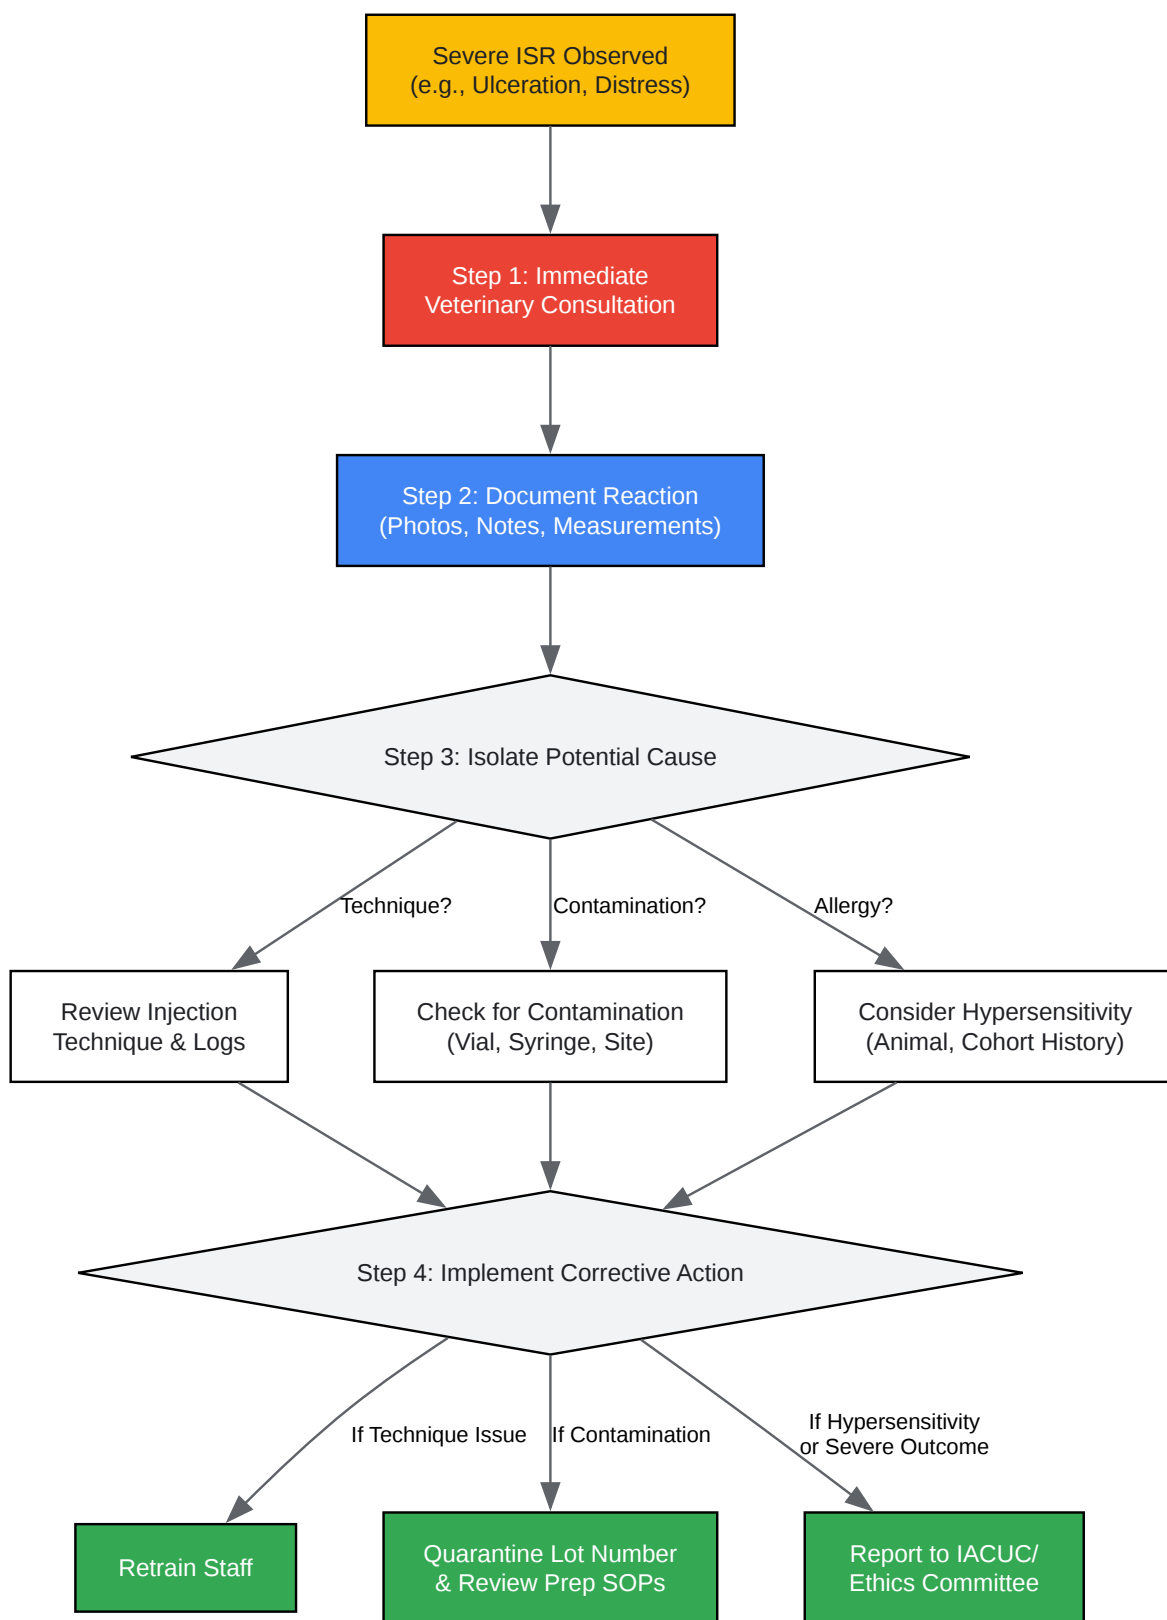 Severe ISR Observed
(e.g., Ulceration, Distress)
Step 1: Immediate
Veterinary Consultation
Step 2: Document Reaction
(Photos, Notes, Measurements)
Step 3: Isolate Potential Cause
Technique?
Contamination?
Allergy?
Review Injection
Technique & Logs
Check for Contamination
(Vial, Syringe, Site)
Consider Hypersensitivity
(Animal, Cohort History)
Step 4: Implement Corrective Action
If Technique Issue
If Contamination
If Hypersensitivity
or Severe Outcome
Retrain Staff
Quarantine Lot Number
& Review Prep SOPs
Report to IACUC/
Ethics Committee